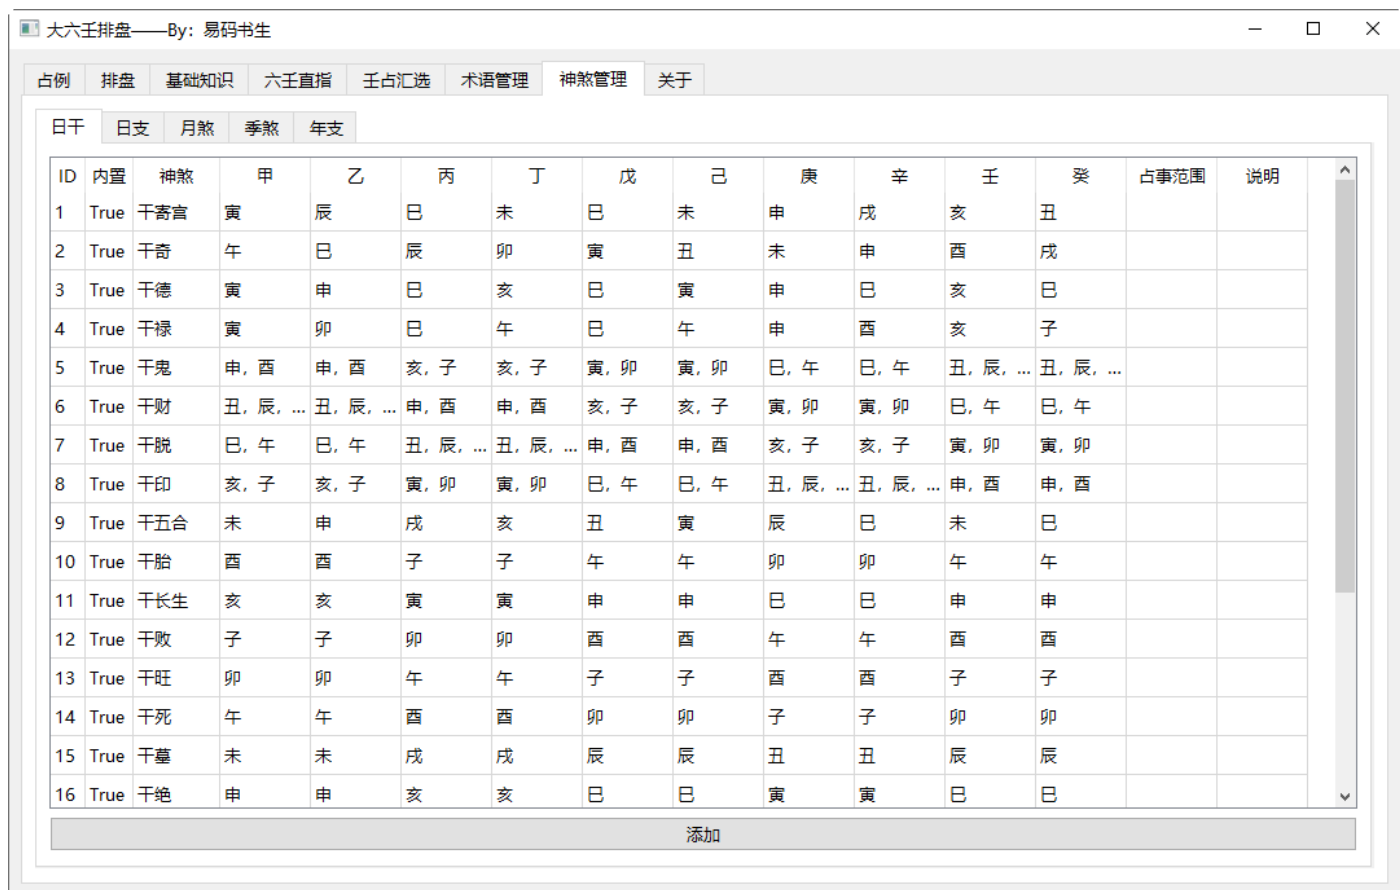 大六壬排盘——By：易码书生
占例 排盘 基础知识 六壬直指 壬占汇选 术语管理 神煞管理 关于
日干 日支 月煞 季煞 年支
ID 内置 神煞 甲 乙 丙 丁 戊 己 庚 辛 壬 癸 占事范围 说明
1 True 干寄宫 寅 辰 巳 未 巳 未 申 戌 亥 丑
2 True 干奇 午 巳 辰 卯 寅 丑 未 申 酉 戌
3 True 干德 寅 申 巳 亥 巳 寅 申 巳 亥 巳
4 True 干禄 寅 卯 巳 午 巳 午 申 酉 亥 子
5 True 干鬼 申，酉 申，酉 亥，子 亥，子 寅，卯 寅，卯 巳，午 巳，午 丑，辰，... 丑，辰，...
6 True 干财 丑，辰，... 丑，辰，... 申，酉 申，酉 亥，子 亥，子 寅，卯 寅，卯 巳，午 巳，午
7 True 干脱 巳，午 巳，午 丑，辰，... 丑，辰，... 申，酉 申，酉 亥，子 亥，子 寅，卯 寅，卯
8 True 干印 亥，子 亥，子 寅，卯 寅，卯 巳，午 巳，午 丑，辰，... 丑，辰，... 申，酉 申，酉
9 True 干五合 未 申 戌 亥 丑 寅 辰 巳 未 巳
10 True 干胎 酉 酉 子 子 午 午 卯 卯 午 午
11 True 干长生 亥 亥 寅 寅 申 申 巳 巳 申 申
12 True 干败 子 子 卯 卯 酉 酉 午 午 酉 酉
13 True 干旺 卯 卯 午 午 子 子 酉 酉 子 子
14 True 干死 午 午 酉 酉 卯 卯 子 子 卯 卯
15 True 干墓 未 未 戌 戌 辰 辰 丑 丑 辰 辰
16 True 干绝 申 申 亥 亥 巳 巳 寅 寅 巳 巳
添加